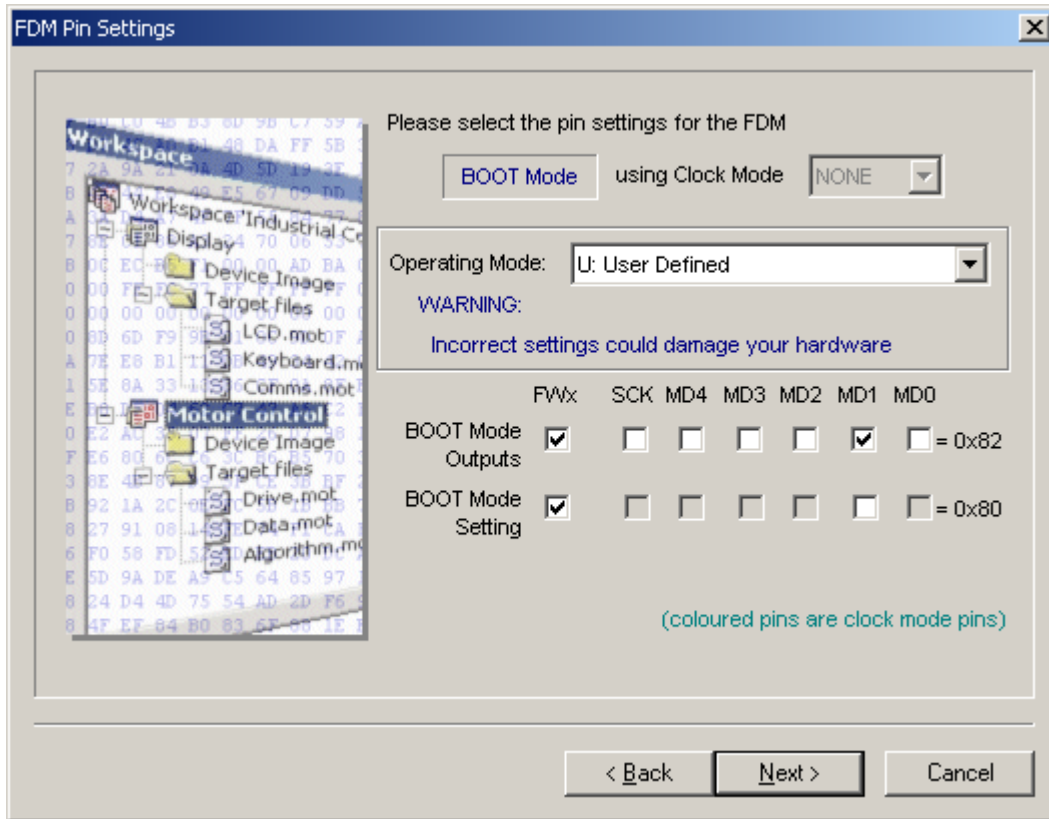 FDM Pin Settings
Please select the pin settings for the FDM
BOOT Mode using Clock Mode NONE
Operating Mode: U: User Defined
WARNING:
Incorrect settings could damage your hardware
FWx SCK MD4 MD3 MD2 MD1 MD0
BOOT Mode Outputs = 0x82
BOOT Mode Setting = 0x80
(coloured pins are clock mode pins)
Workspace
Workspace 'Industrial Ce
Display
Device Image
Target files
LCD.mot
Keyboard.m
Comms.mot
Motor Control
Device Image
Target files
Drive.mot
Data.mot
Algorithm.mo
< Back Next > Cancel